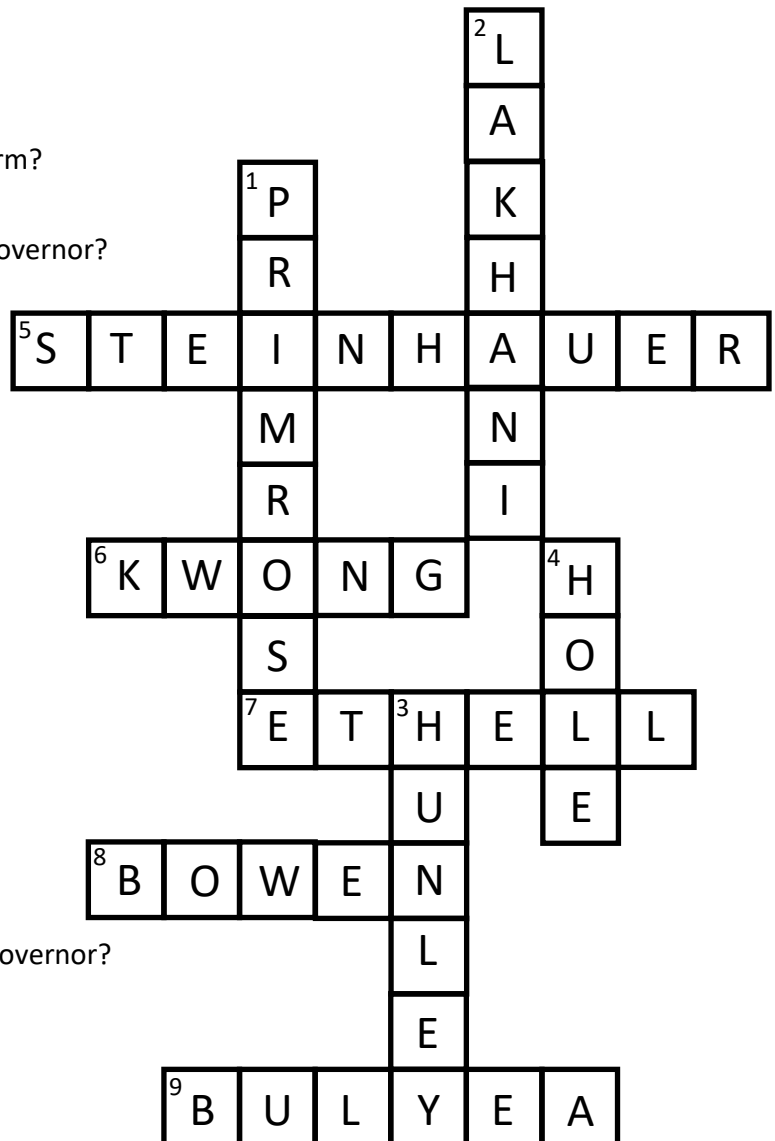 2 L
A
rm?
1 P K
overnor?
R H
5 S T E I N H A U E R
M N
R I
6 K W O N G 4 H
S O
7 E T 3 H E L L
U E
8 B O W E N
overnor?
L
E
9 B U L Y E A